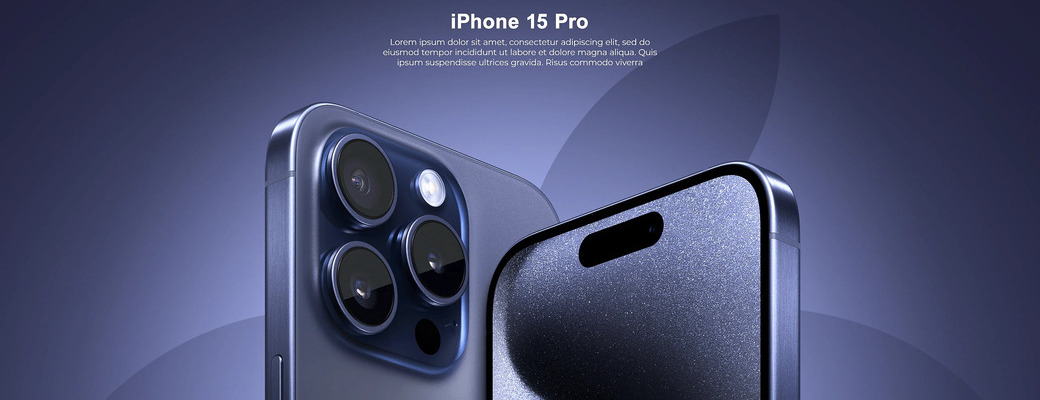 iPhone 15 Pro
Lorem ipsum dolor sit amet, consectetur adipiscing elit, sed do
eiusmod tempor incididunt ut labore et dolore magna aliqua. Quis
ipsum suspendisse ultrices gravida. Risus commodo viverra